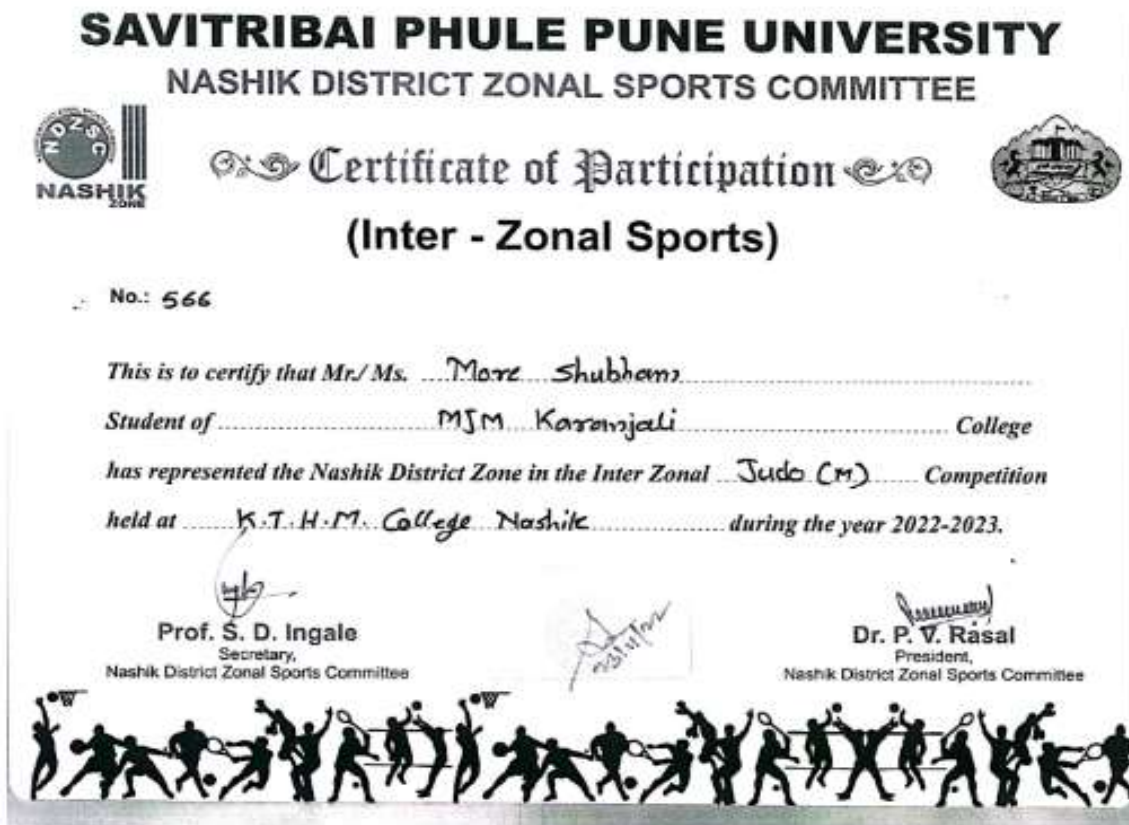 SAVITRIBAI PHULE PUNE UNIVERSITY
NASHIK DISTRICT ZONAL SPORTS COMMITTEE
NDZSC
NASHIK
ZONE
Certificate of Participation
(Inter - Zonal Sports)
No.: 566
This is to certify that Mr./ Ms. More Shubham
Student of MJM Karanjali College
has represented the Nashik District Zone in the Inter Zonal Judo (M) Competition
held at K.T.H.M. College Nashik during the year 2022-2023.
Prof. S. D. Ingale
Secretary,
Nashik District Zonal Sports Committee
Dr. P. V. Rasal
President,
Nashik District Zonal Sports Committee